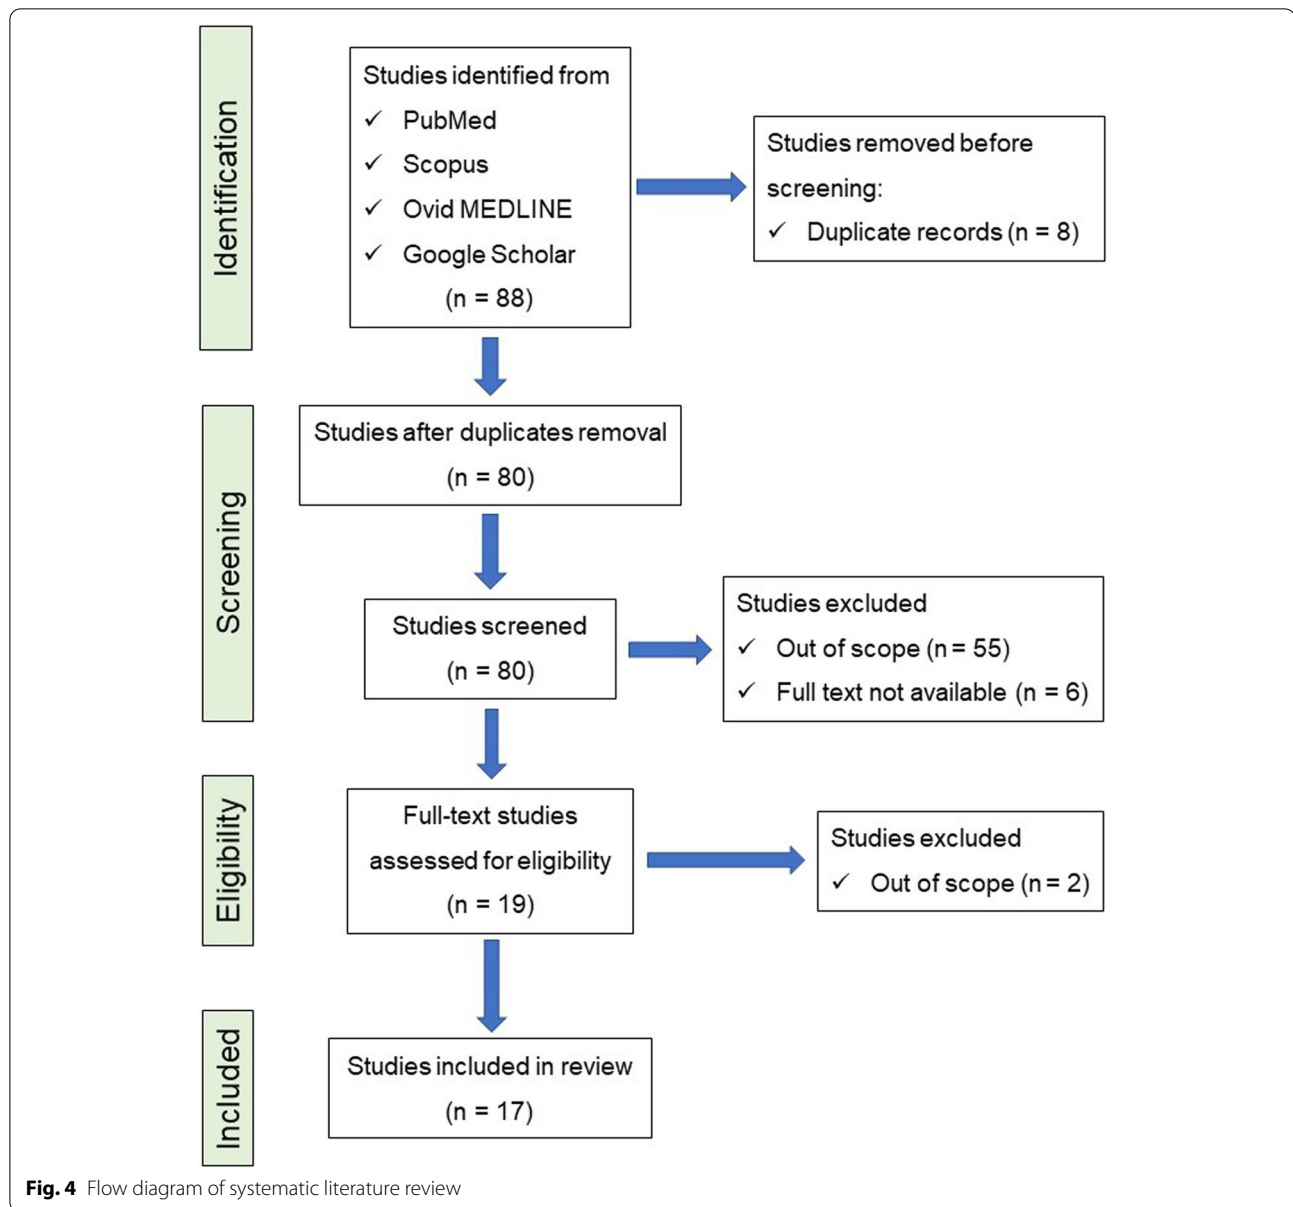 Identification
Studies identified from
✓ PubMed
✓ Scopus
✓ Ovid MEDLINE
✓ Google Scholar
(n = 88)
Studies removed before
screening:
✓ Duplicate records (n = 8)
Screening
Studies after duplicates removal
(n = 80)
Studies screened
(n = 80)
Studies excluded
✓ Out of scope (n = 55)
✓ Full text not available (n = 6)
Eligibility
Full-text studies
assessed for eligibility
(n = 19)
Studies excluded
✓ Out of scope (n = 2)
Included
Studies included in review
(n = 17)
Fig. 4 Flow diagram of systematic literature review